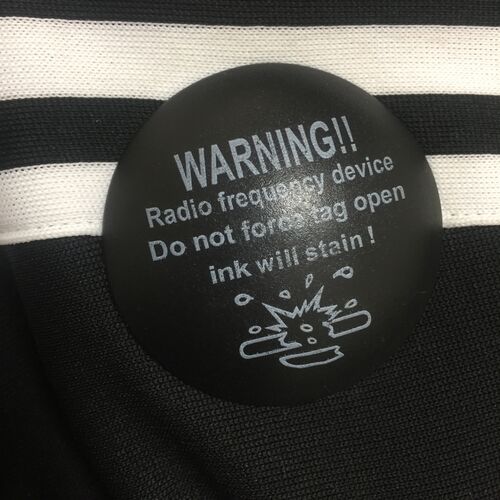 WARNING!!
Radio frequency device
Do not force tag open
ink will stain !